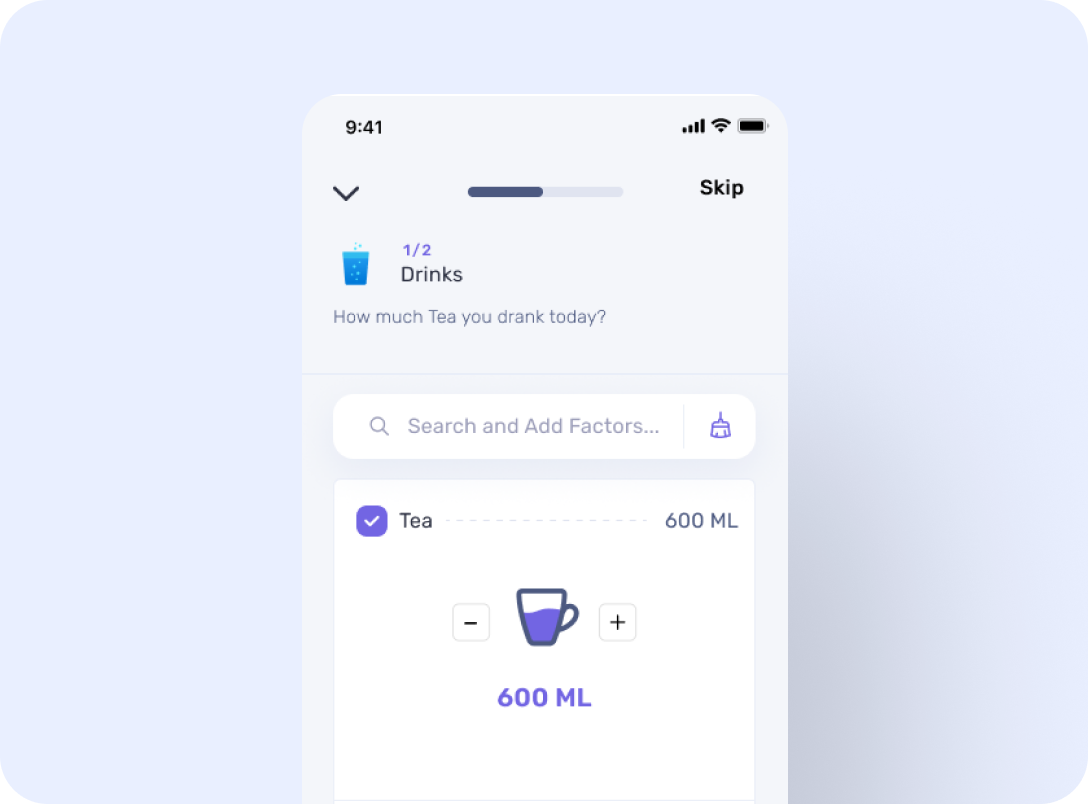 9:41
Skip
1/2
Drinks
How much Tea you drank today?
Search and Add Factors...
Tea 600 ML
− +
600 ML